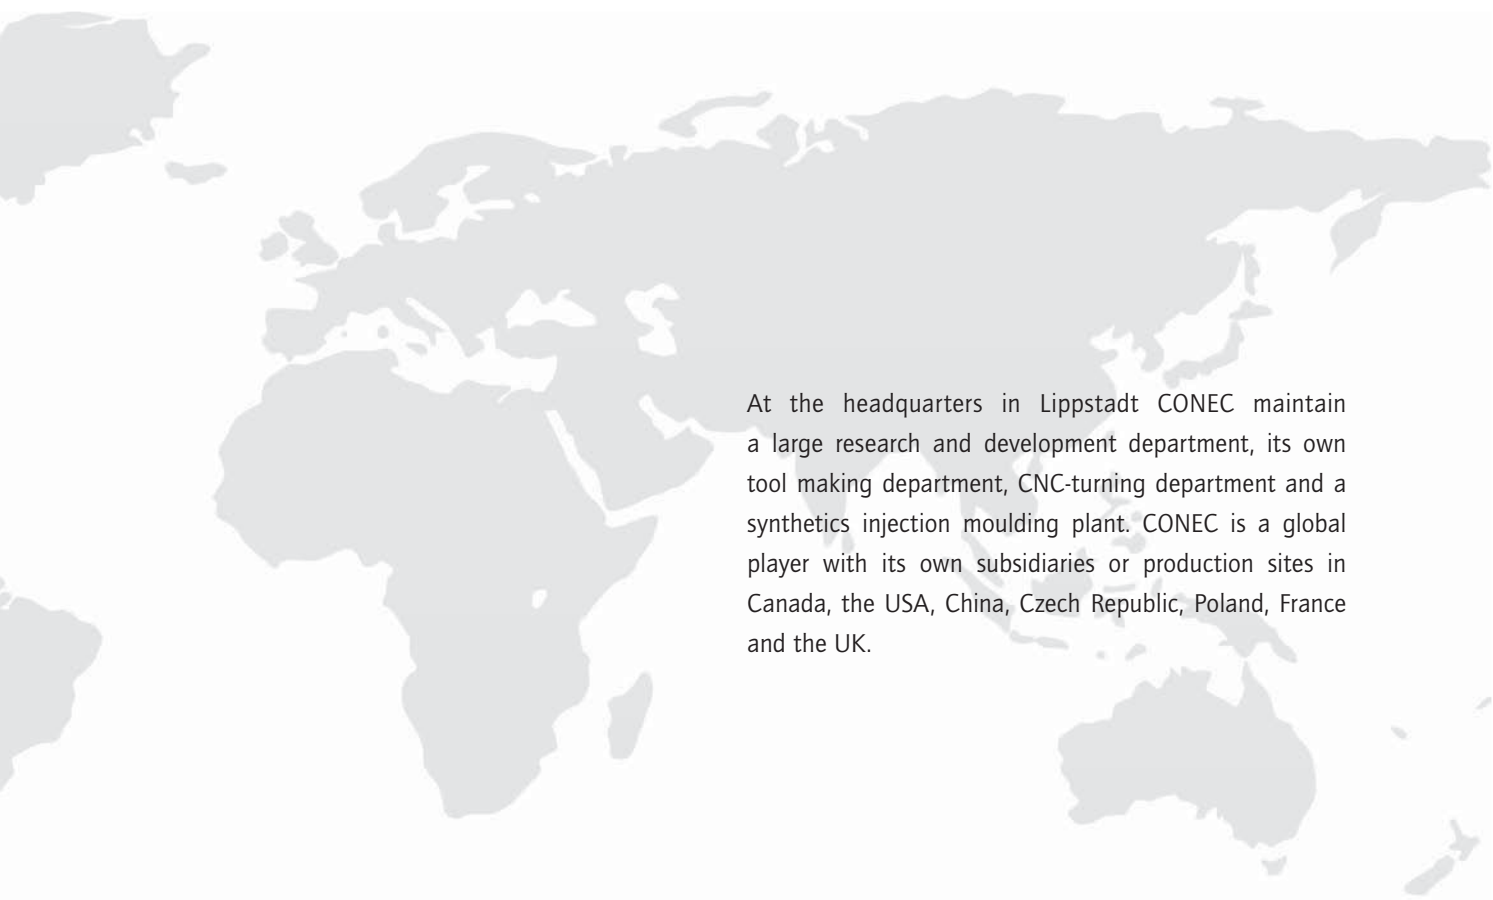 At the headquarters in Lippstadt CONEC maintain
a large research and development department, its own
tool making department, CNC-turning department and a
synthetics injection moulding plant. CONEC is a global
player with its own subsidiaries or production sites in
Canada, the USA, China, Czech Republic, Poland, France
and the UK.